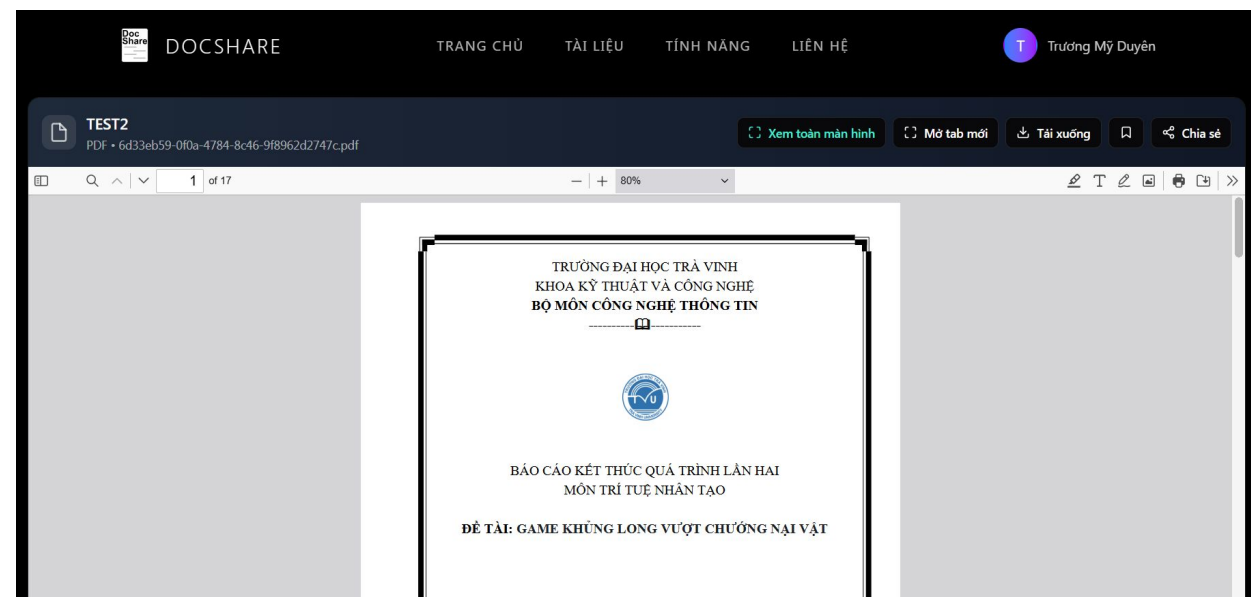 Doc
Share
DOCSHARE
TRANG CHỦ
TÀI LIỆU
TÍNH NĂNG
LIÊN HỆ
T
Trương Mỹ Duyên
TEST2
PDF • 6d33eb59-0f0a-4784-8c46-9f8962d2747c.pdf
Xem toàn màn hình
Mở tab mới
Tải xuống
Chia sẻ
1 of 17
80%
TRƯỜNG ĐẠI HỌC TRÀ VINH
KHOA KỸ THUẬT VÀ CÔNG NGHỆ
BỘ MÔN CÔNG NGHỆ THÔNG TIN
TVU
BÁO CÁO KẾT THÚC QUÁ TRÌNH LẦN HAI
MÔN TRÍ TUỆ NHÂN TẠO
ĐỀ TÀI: GAME KHỦNG LONG VƯỢT CHƯỚNG NẠI VẬT